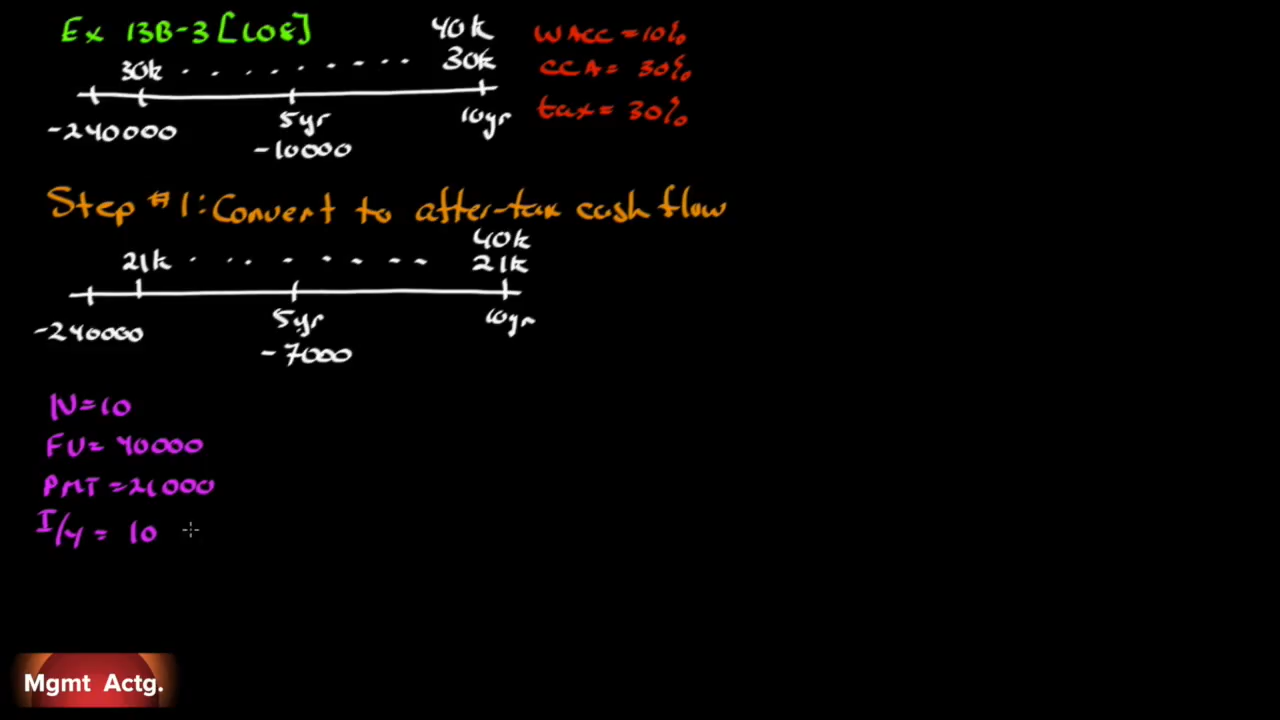 Ex 13B-3 [LO8]
40k
30k . . . . . . . . . 30k
-240000 5yr 10yr
-10000
WACC = 10%
CCA = 30%
tax = 30%
Step #1: Convert to after-tax cash flow
40k
21k . . . . . . . . 21k
-240000 5yr 10yr
-7000
N=10
FV= 40000
PMT =21000
I/Y = 10
Mgmt Actg.